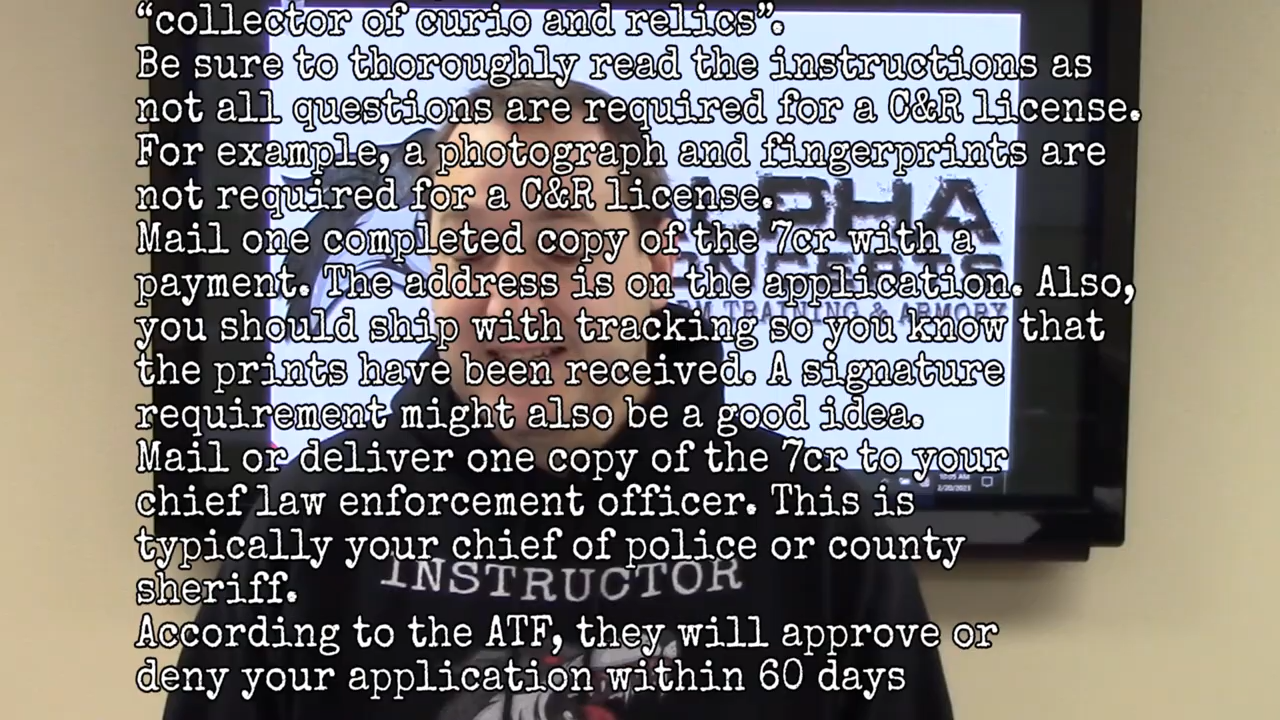 “collector of curio and relics”.
Be sure to thoroughly read the instructions as
not all questions are required for a C&R license.
For example, a photograph and fingerprints are
not required for a C&R license.
Mail one completed copy of the 7cr with a
payment. The address is on the application. Also,
you should ship with tracking so you know that
the prints have been received. A signature
requirement might also be a good idea.
Mail or deliver one copy of the 7cr to your
chief law enforcement officer. This is
typically your chief of police or county
sheriff.
According to the ATF, they will approve or
deny your application within 60 days
LPHA
TRAINING & ARMORY
INSTRUCTOR